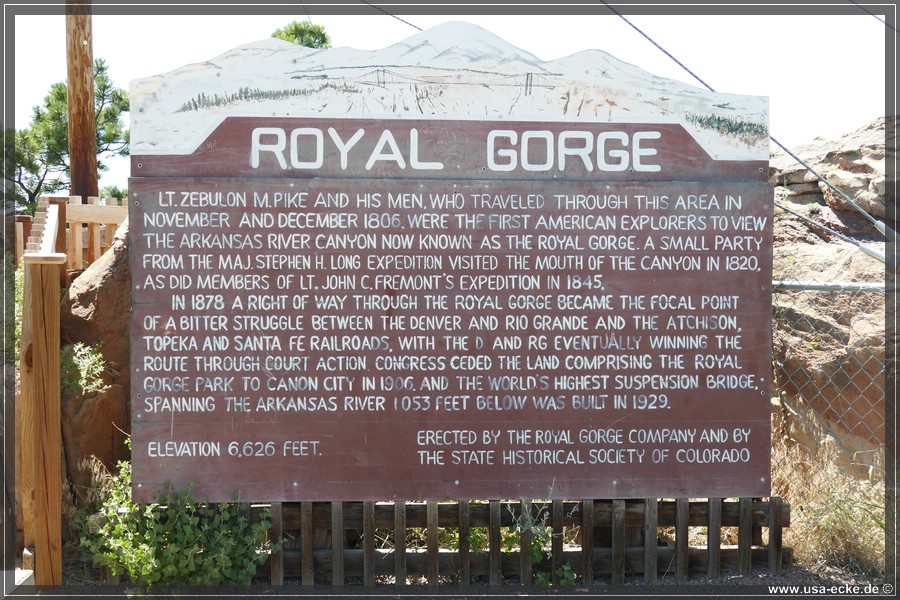 ROYAL GORGE
LT. ZEBULON M. PIKE AND HIS MEN, WHO TRAVELED THROUGH THIS AREA IN
NOVEMBER AND DECEMBER 1806, WERE THE FIRST AMERICAN EXPLORERS TO VIEW
THE ARKANSAS RIVER CANYON NOW KNOWN AS THE ROYAL GORGE. A SMALL PARTY
FROM THE MAJ. STEPHEN H. LONG EXPEDITION VISITED THE MOUTH OF THE CANYON IN 1820,
AS DID MEMBERS OF LT. JOHN C. FREMONT'S EXPEDITION IN 1845.
IN 1878 A RIGHT OF WAY THROUGH THE ROYAL GORGE BECAME THE FOCAL POINT
OF A BITTER STRUGGLE BETWEEN THE DENVER AND RIO GRANDE AND THE ATCHISON,
TOPEKA AND SANTA FE RAILROADS, WITH THE D AND RG EVENTUALLY WINNING THE
ROUTE THROUGH COURT ACTION. CONGRESS CEDED THE LAND COMPRISING THE ROYAL
GORGE PARK TO CANON CITY IN 1906, AND THE WORLD'S HIGHEST SUSPENSION BRIDGE,
SPANNING THE ARKANSAS RIVER 1053 FEET BELOW WAS BUILT IN 1929.
ELEVATION 6,626 FEET.
ERECTED BY THE ROYAL GORGE COMPANY AND BY
THE STATE HISTORICAL SOCIETY OF COLORADO
www.usa-ecke.de ©